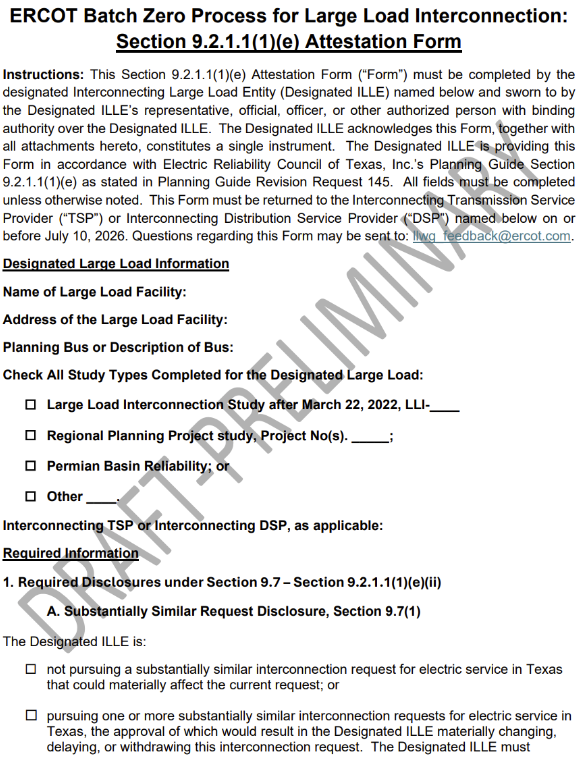 ERCOT Batch Zero Process for Large Load Interconnection:
Section 9.2.1.1(1)(e) Attestation Form
Instructions: This Section 9.2.1.1(1)(e) Attestation Form (“Form”) must be completed by the
designated Interconnecting Large Load Entity (Designated ILLE) named below and sworn to by
the Designated ILLE’s representative, official, officer, or other authorized person with binding
authority over the Designated ILLE. The Designated ILLE acknowledges this Form, together with
all attachments hereto, constitutes a single instrument. The Designated ILLE is providing this
Form in accordance with Electric Reliability Council of Texas, Inc.’s Planning Guide Section
9.2.1.1(1)(e) as stated in Planning Guide Revision Request 145. All fields must be completed
unless otherwise noted. This Form must be returned to the Interconnecting Transmission Service
Provider (“TSP”) or Interconnecting Distribution Service Provider (“DSP”) named below on or
before July 10, 2026. Questions regarding this Form may be sent to: llwg_feedback@ercot.com.
Designated Large Load Information
Name of Large Load Facility:
Address of the Large Load Facility:
Planning Bus or Description of Bus:
Check All Study Types Completed for the Designated Large Load:
☐ Large Load Interconnection Study after March 22, 2022, LLI-____
☐ Regional Planning Project study, Project No(s). _____;
☐ Permian Basin Reliability; or
☐ Other ____.
Interconnecting TSP or Interconnecting DSP, as applicable:
Required Information
1. Required Disclosures under Section 9.7 – Section 9.2.1.1(1)(e)(ii)
A. Substantially Similar Request Disclosure, Section 9.7(1)
The Designated ILLE is:
☐ not pursuing a substantially similar interconnection request for electric service in Texas
that could materially affect the current request; or
☐ pursuing one or more substantially similar interconnection requests for electric service in
Texas, the approval of which would result in the Designated ILLE materially changing,
delaying, or withdrawing this interconnection request. The Designated ILLE must
DRAFT-PRELIMINARY